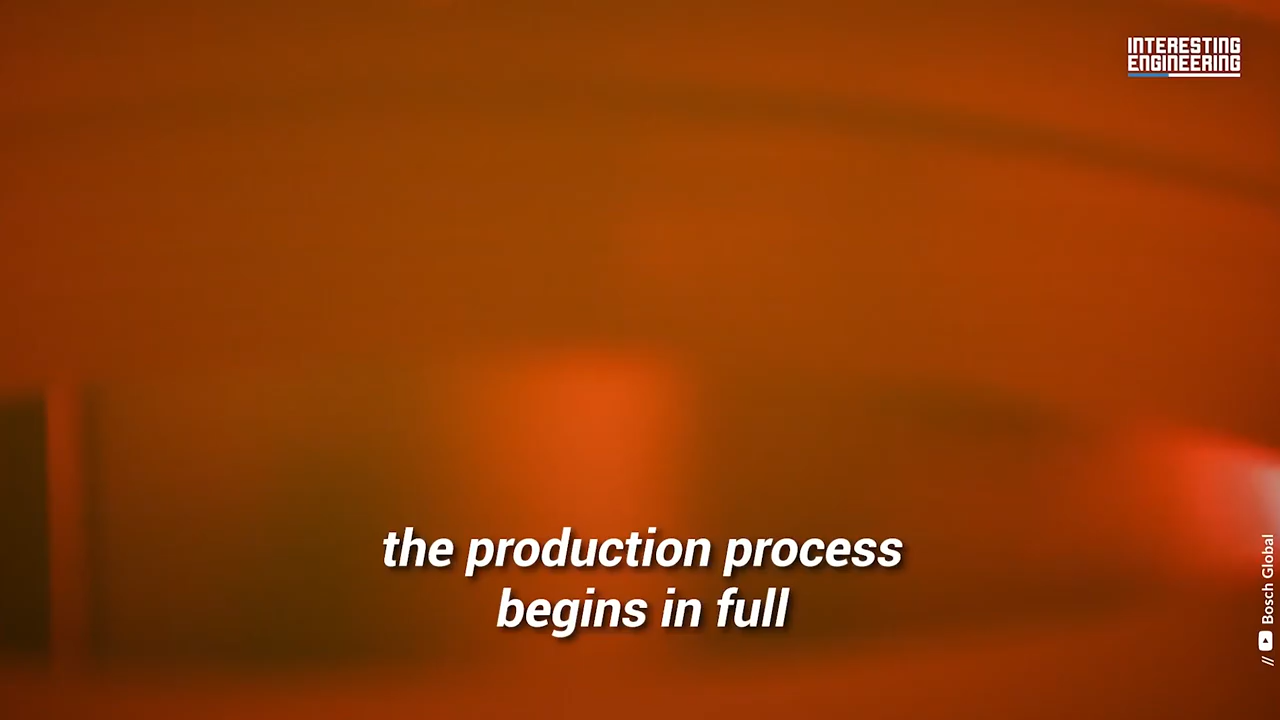 INTERESTING
ENGINEERING
the production process
begins in full
// Bosch Global